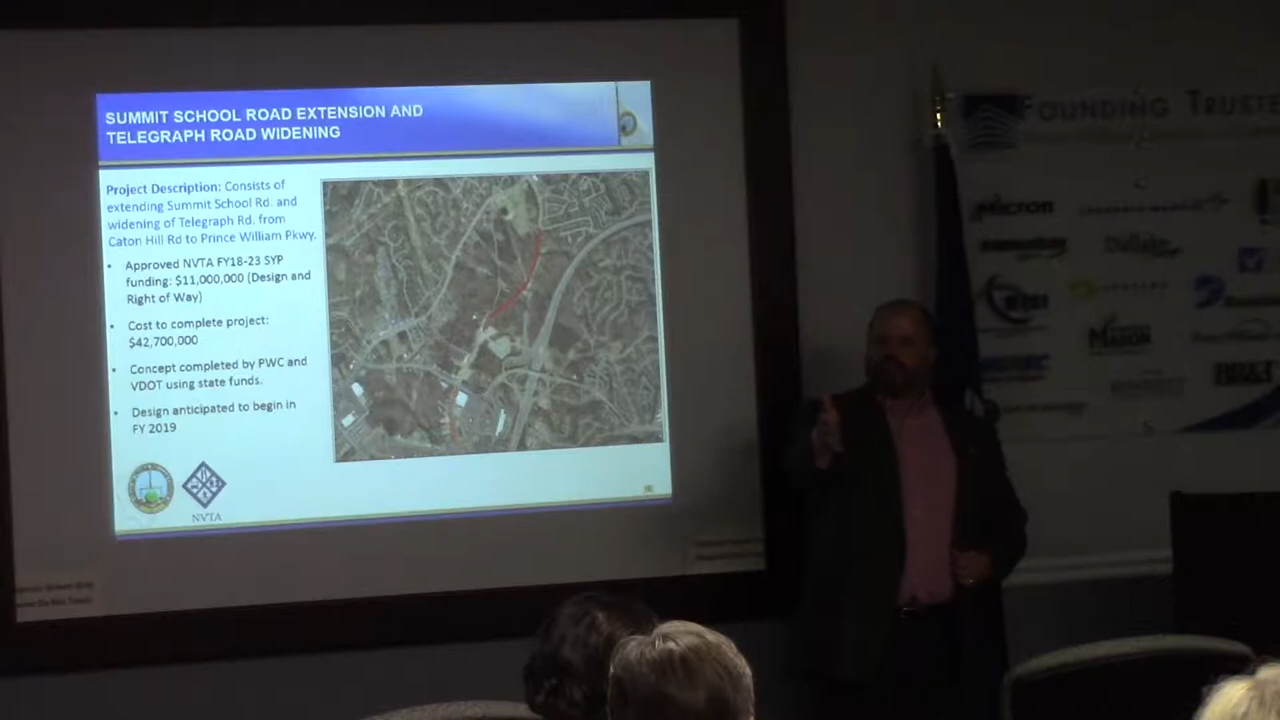 SUMMIT SCHOOL ROAD EXTENSION AND
TELEGRAPH ROAD WIDENING
Project Description: Consists of
extending Summit School Rd. and
widening of Telegraph Rd. from
Caton Hill Rd to Prince William Pkwy.
• Approved NVTA FY18-23 SYP
funding: $11,000,000 (Design and
Right of Way)
• Cost to complete project:
$42,700,000
• Concept completed by PWC and
VDOT using state funds.
• Design anticipated to begin in
FY 2019
NVTA
FOUNDING TRUSTE
MICRON
MASON